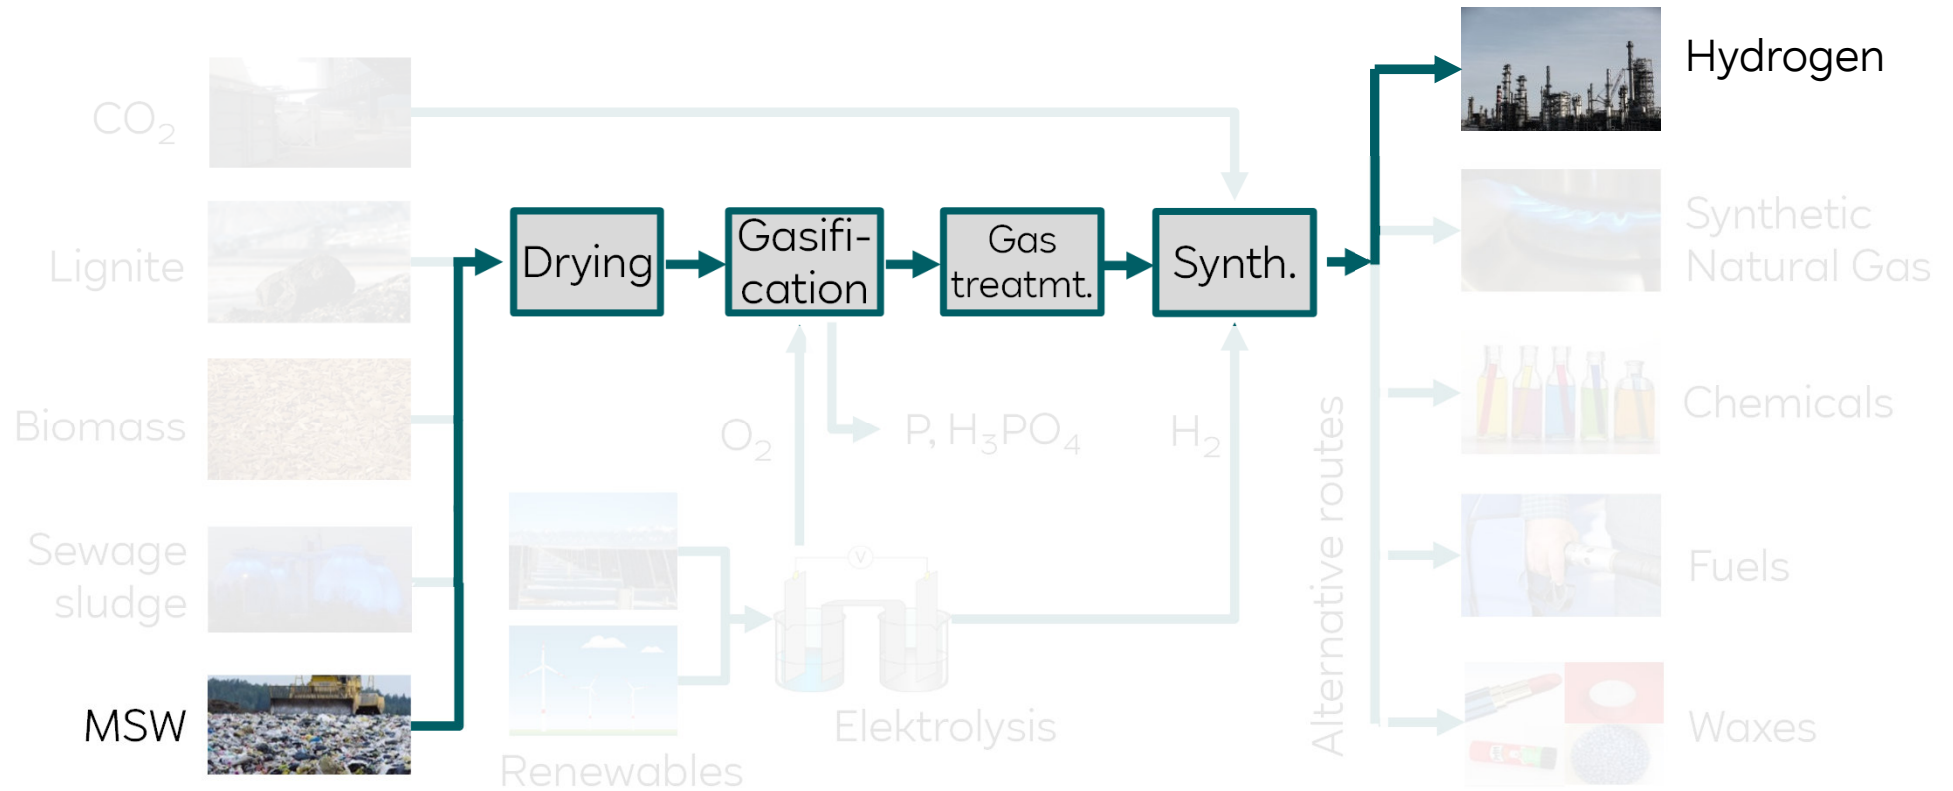 CO₂
Lignite
Biomass
Sewage
sludge
MSW
Drying
Gasifi-
cation
Gas
treatmt.
Synth.
O₂
P, H₃PO₄
H₂
V
Renewables
Elektrolysis
Alternative routes
Hydrogen
Synthetic
Natural Gas
Chemicals
Fuels
Waxes